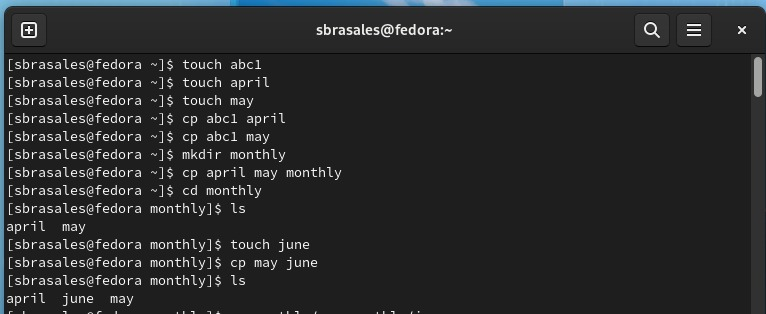 sbrasales@fedora:~
[sbrasales@fedora ~]$ touch abc1
[sbrasales@fedora ~]$ touch april
[sbrasales@fedora ~]$ touch may
[sbrasales@fedora ~]$ cp abc1 april
[sbrasales@fedora ~]$ cp abc1 may
[sbrasales@fedora ~]$ mkdir monthly
[sbrasales@fedora ~]$ cp april may monthly
[sbrasales@fedora ~]$ cd monthly
[sbrasales@fedora monthly]$ ls
april  may
[sbrasales@fedora monthly]$ touch june
[sbrasales@fedora monthly]$ cp may june
[sbrasales@fedora monthly]$ ls
april  june  may